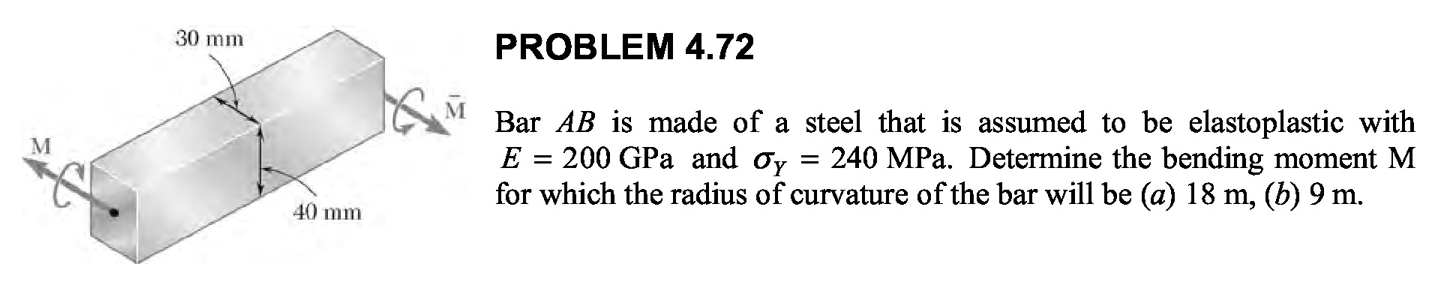 30 mm
M
M̄
40 mm
PROBLEM 4.72
Bar AB is made of a steel that is assumed to be elastoplastic with
E = 200 GPa and σY = 240 MPa. Determine the bending moment M
for which the radius of curvature of the bar will be (a) 18 m, (b) 9 m.